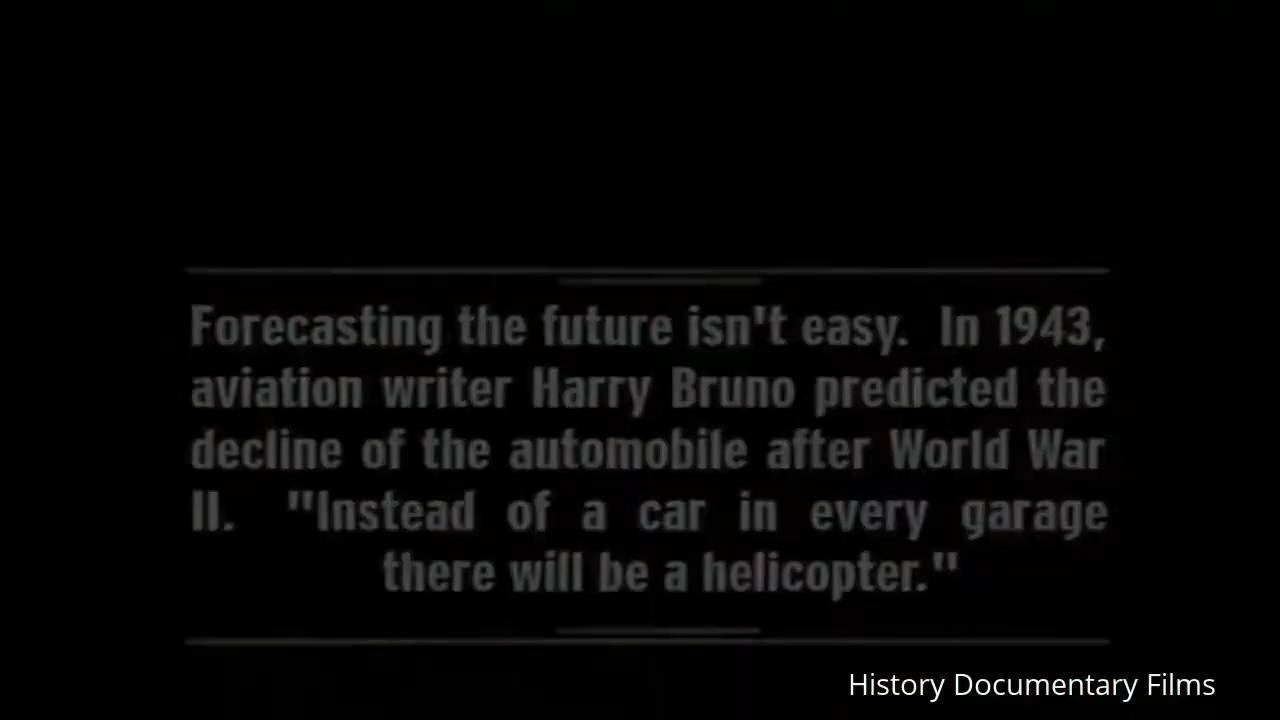 Forecasting the future isn't easy. In 1943,
aviation writer Harry Bruno predicted the
decline of the automobile after World War
II. "Instead of a car in every garage
there will be a helicopter."
History Documentary Films